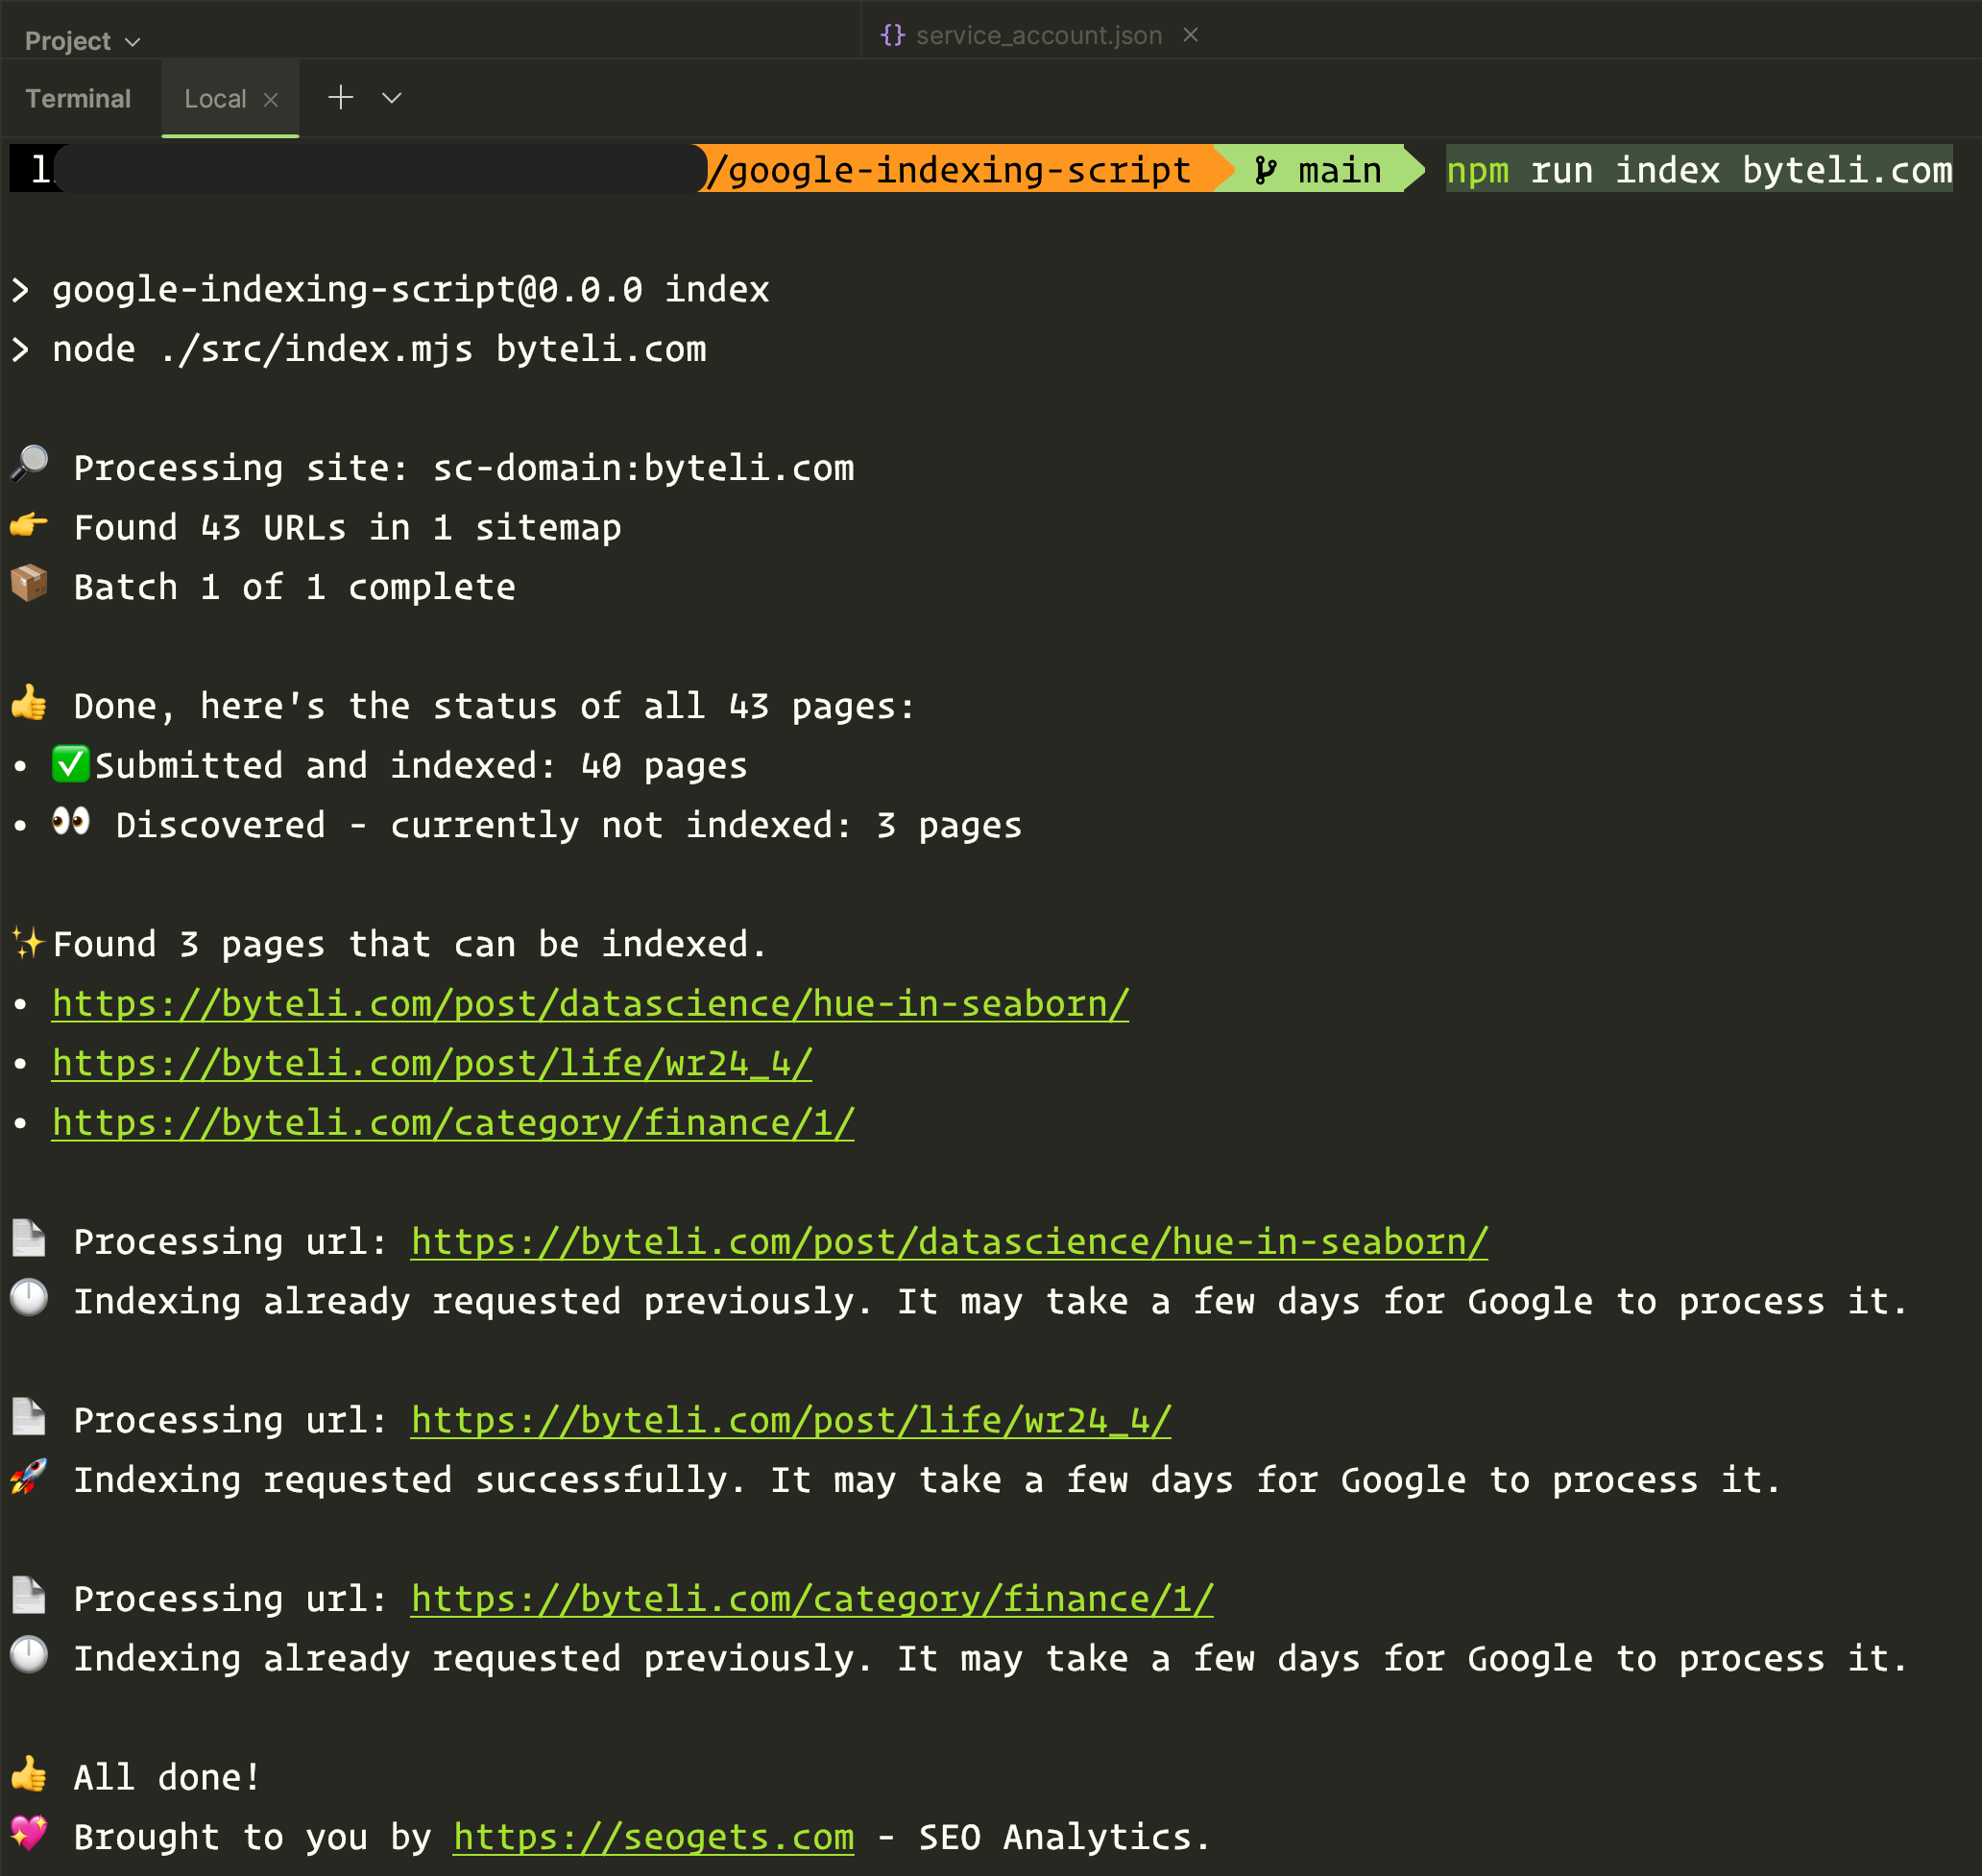 Project
service_account.json
Terminal Local
/google-indexing-script main npm run index byteli.com
> google-indexing-script@0.0.0 index
> node ./src/index.mjs byteli.com
🔎 Processing site: sc-domain:byteli.com
👉 Found 43 URLs in 1 sitemap
📦 Batch 1 of 1 complete
👍 Done, here's the status of all 43 pages:
• ✅ Submitted and indexed: 40 pages
• 👀 Discovered - currently not indexed: 3 pages
✨ Found 3 pages that can be indexed.
• https://byteli.com/post/datascience/hue-in-seaborn/
• https://byteli.com/post/life/wr24_4/
• https://byteli.com/category/finance/1/
📄 Processing url: https://byteli.com/post/datascience/hue-in-seaborn/
🕛 Indexing already requested previously. It may take a few days for Google to process it.
📄 Processing url: https://byteli.com/post/life/wr24_4/
🚀 Indexing requested successfully. It may take a few days for Google to process it.
📄 Processing url: https://byteli.com/category/finance/1/
🕛 Indexing already requested previously. It may take a few days for Google to process it.
👍 All done!
💖 Brought to you by https://seogets.com - SEO Analytics.